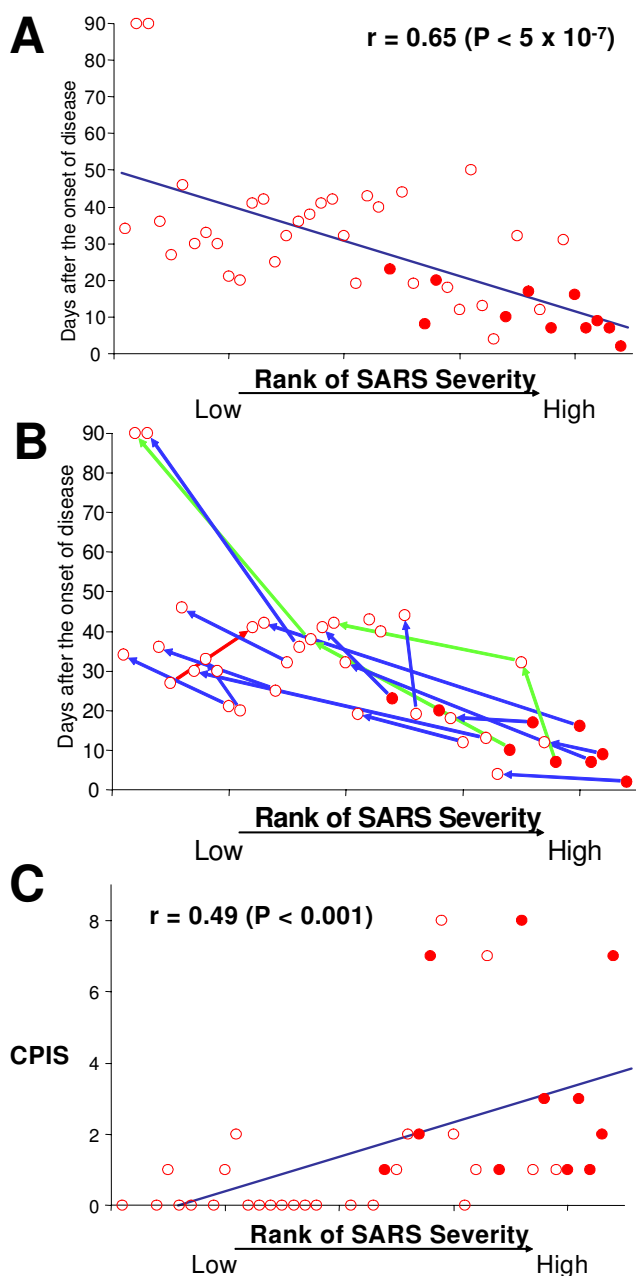 A
r = 0.65 (P < 5 x 10-7)
Days after the onset of disease
90
80
70
60
50
40
30
20
10
0
Rank of SARS Severity
Low
High
B
Days after the onset of disease
90
80
70
60
50
40
30
20
10
0
Rank of SARS Severity
Low
High
C
r = 0.49 (P < 0.001)
CPIS
8
6
4
2
0
Rank of SARS Severity
Low
High